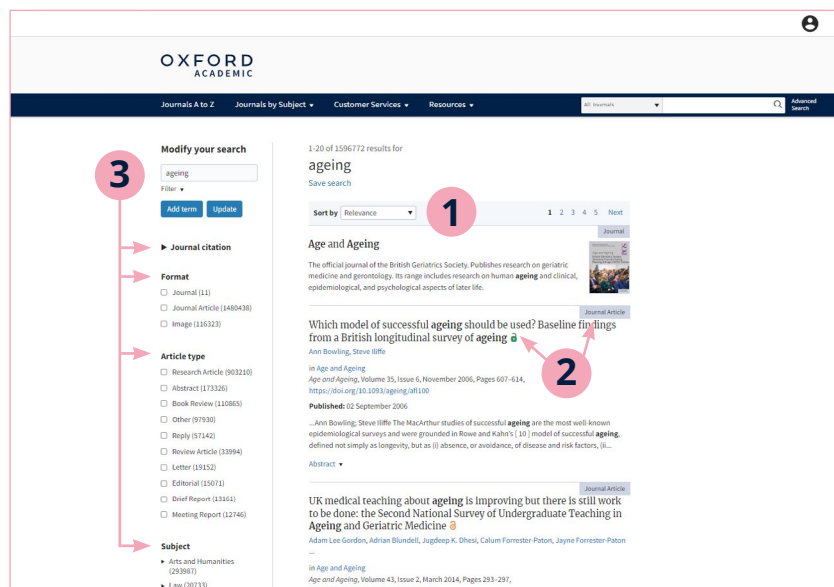 OXFORD
ACADEMIC
Journals A to Z Journals by Subject Customer Services Resources All Journals Advanced
Search
Modify your search
ageing
Filter
Add term Update
3
Journal citation
Format
Journal (11)
Journal Article (1480438)
Image (116323)
Article type
Research Article (903210)
Abstract (173326)
Book Review (110865)
Other (97930)
Reply (57142)
Review Article (33994)
Letter (19152)
Editorial (15071)
Brief Report (13161)
Meeting Report (12746)
Subject
Arts and Humanities
(293987)
Law (20733)
1-20 of 1596772 results for
ageing
Save search
Sort by Relevance 1 1 2 3 4 5 Next
Journal
Age and Ageing
The official journal of the British Geriatrics Society. Publishes research on geriatric
medicine and gerontology. Its range includes research on human ageing and clinical,
epidemiological, and psychological aspects of later life.
Journal Article
Which model of successful ageing should be used? Baseline findings
from a British longitudinal survey of ageing
2
Ann Bowling, Steve Iliffe
in Age and Ageing
Age and Ageing, Volume 35, Issue 6, November 2006, Pages 607–614,
https://doi.org/10.1093/ageing/afl100
Published: 02 September 2006
...Ann Bowling; Steve Iliffe The MacArthur studies of successful ageing are the most well-known
epidemiological surveys and were grounded in Rowe and Kahn's [ 10 ] model of successful ageing,
defined not simply as longevity, but as (i) absence, or avoidance, of disease and risk factors, (ii...
Abstract
Journal Article
UK medical teaching about ageing is improving but there is still work
to be done: the Second National Survey of Undergraduate Teaching in
Ageing and Geriatric Medicine
Adam Lee Gordon, Adrian Blundell, Jugdeep K. Dhesi, Calum Forrester-Paton, Jayne Forrester-Paton
...
in Age and Ageing
Age and Ageing, Volume 43, Issue 2, March 2014, Pages 293–297,